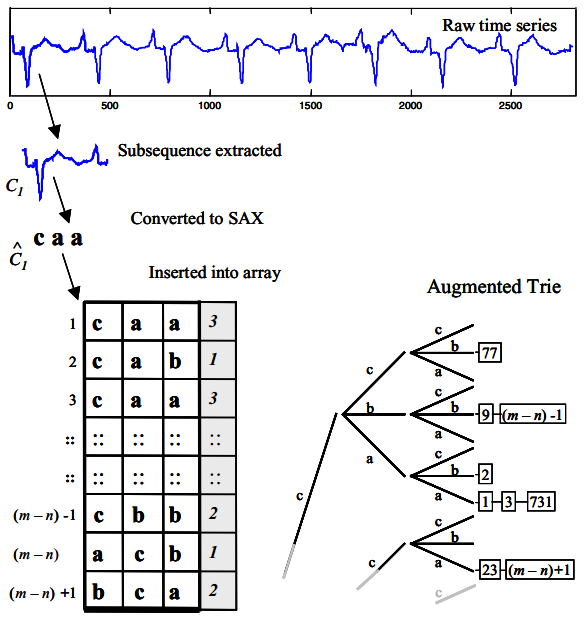 Raw time series
0 500 1000 1500 2000 2500
Subsequence extracted
C1
Converted to SAX
Ĉ1 c a a
Inserted into array
1 c a a 3
2 c a b 1
3 c a a 3
:: :: :: :: ::
:: :: :: :: ::
(m – n) -1 c b b 2
(m – n) a c b 1
(m – n) +1 b c a 2
Augmented Trie
c
c
b 77
a
c
b
b 9 (m – n) -1
a
a
c
b 2
a 1 3 731
c
c
c
b
a 23 (m – n)+1
c